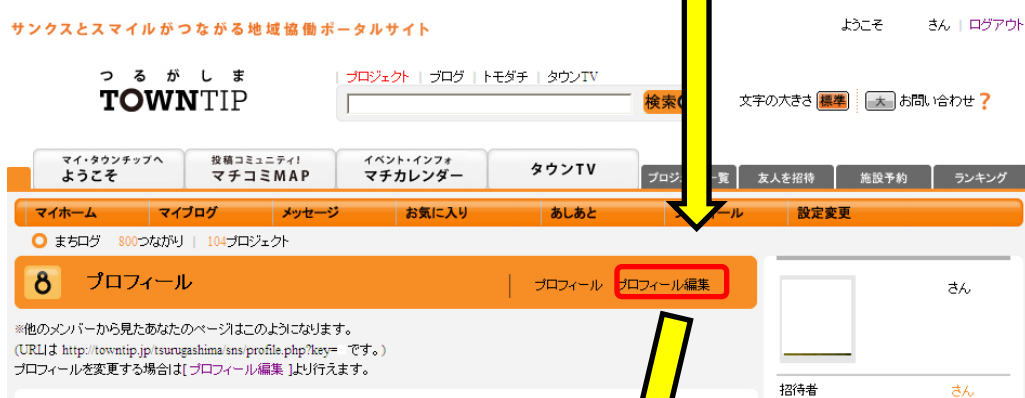 サンクスとスマイルがつながる地域協働ポータルサイト
ようこそ さん | ログアウト
つるがしま
TOWNTIP
| プロジェクト | ブログ | トモダチ | タウンTV
検索
文字の大きさ 標準 大 お問い合わせ ?
マイ・タウンチップへ
ようこそ
投稿コミュニティ!
マチコミMAP
イベント・インフォ
マチカレンダー
タウンTV
プロジ 一覧
友人を招待
施設予約
ランキング
マイホーム マイブログ メッセージ お気に入り あしあと ィール 設定変更
まちログ 800つながり | 104プロジェクト
プロフィール
| プロフィール プロフィール編集
さん
※他のメンバーから見たあなたのページはこのようになります。
(URLは http://towntip.jp/tsurugashima/sns/profile.php?key= です。)
プロフィールを変更する場合は[ プロフィール編集 ]より行えます。
招待者 さん